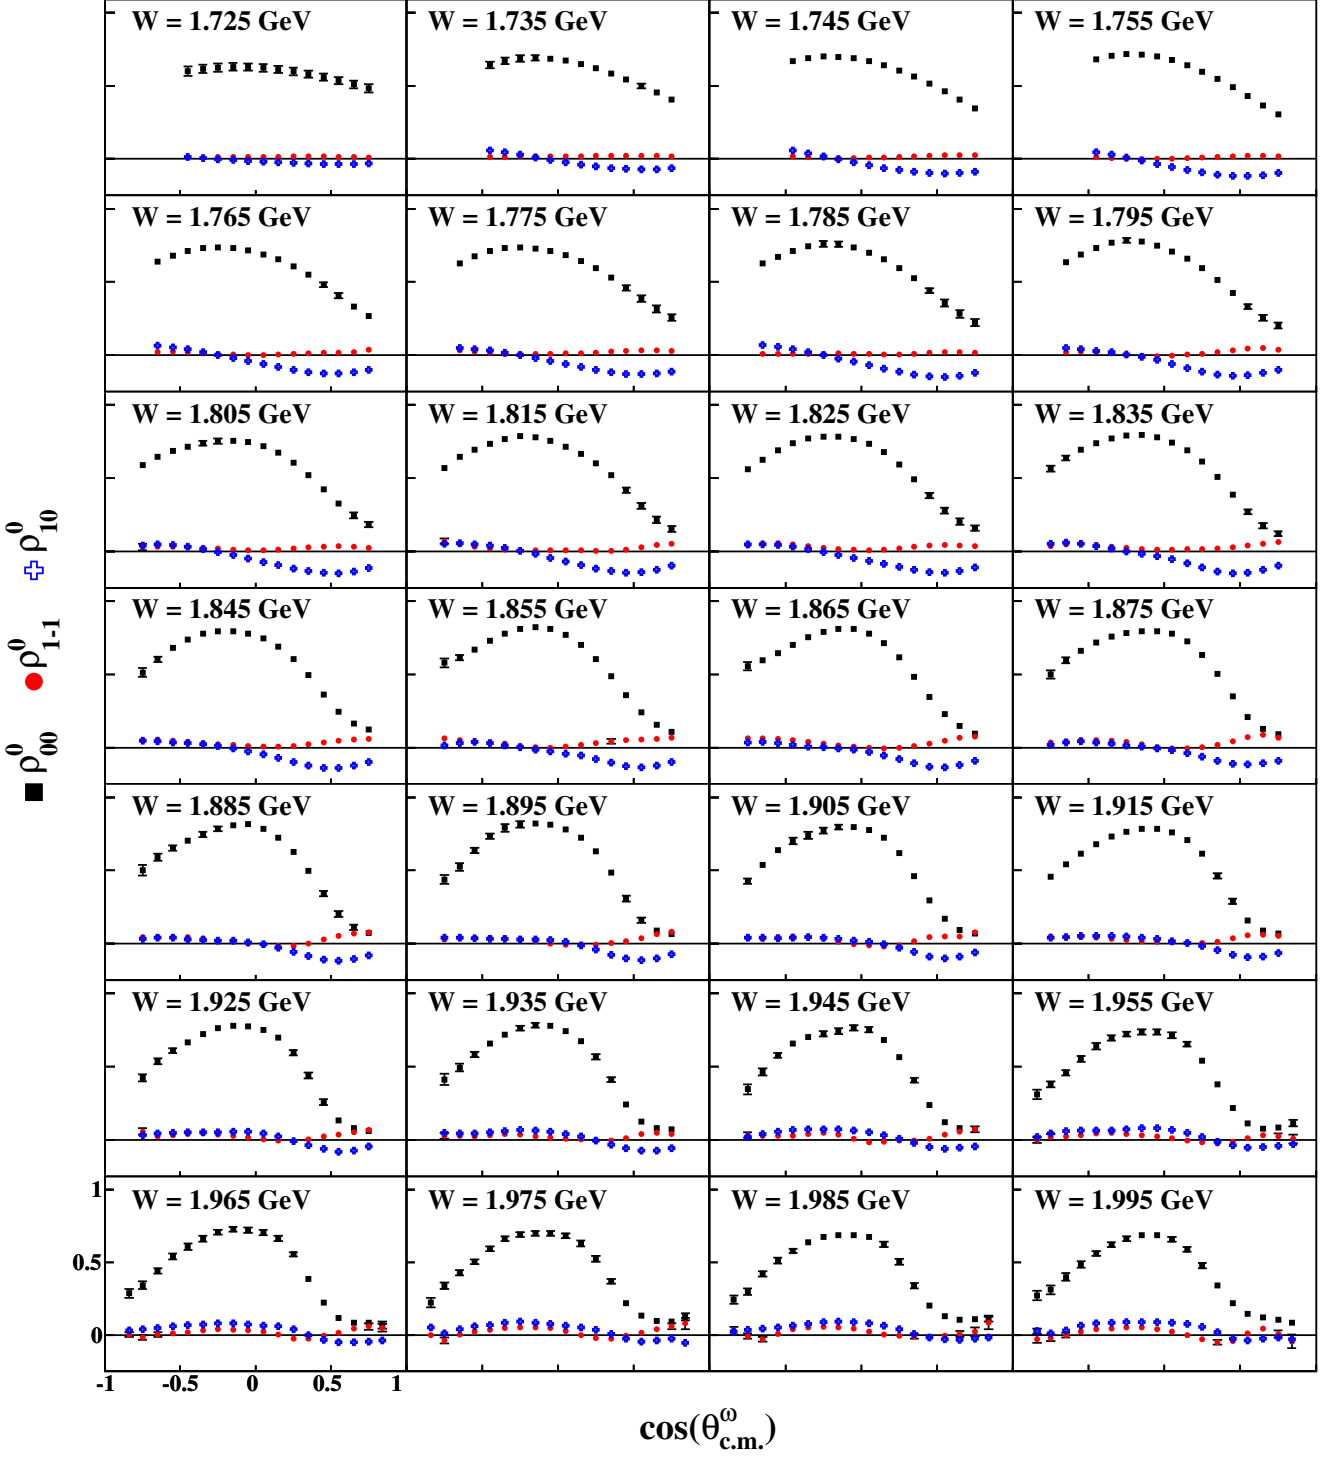 W = 1.725 GeV W = 1.735 GeV W = 1.745 GeV W = 1.755 GeV
W = 1.765 GeV W = 1.775 GeV W = 1.785 GeV W = 1.795 GeV
W = 1.805 GeV W = 1.815 GeV W = 1.825 GeV W = 1.835 GeV
W = 1.845 GeV W = 1.855 GeV W = 1.865 GeV W = 1.875 GeV
W = 1.885 GeV W = 1.895 GeV W = 1.905 GeV W = 1.915 GeV
W = 1.925 GeV W = 1.935 GeV W = 1.945 GeV W = 1.955 GeV
W = 1.965 GeV W = 1.975 GeV W = 1.985 GeV W = 1.995 GeV
1
0.5
0
-1 -0.5 0 0.5 1
cos(θ^ω_c.m.)
ρ^0_00 ρ^0_1-1 ρ^0_10